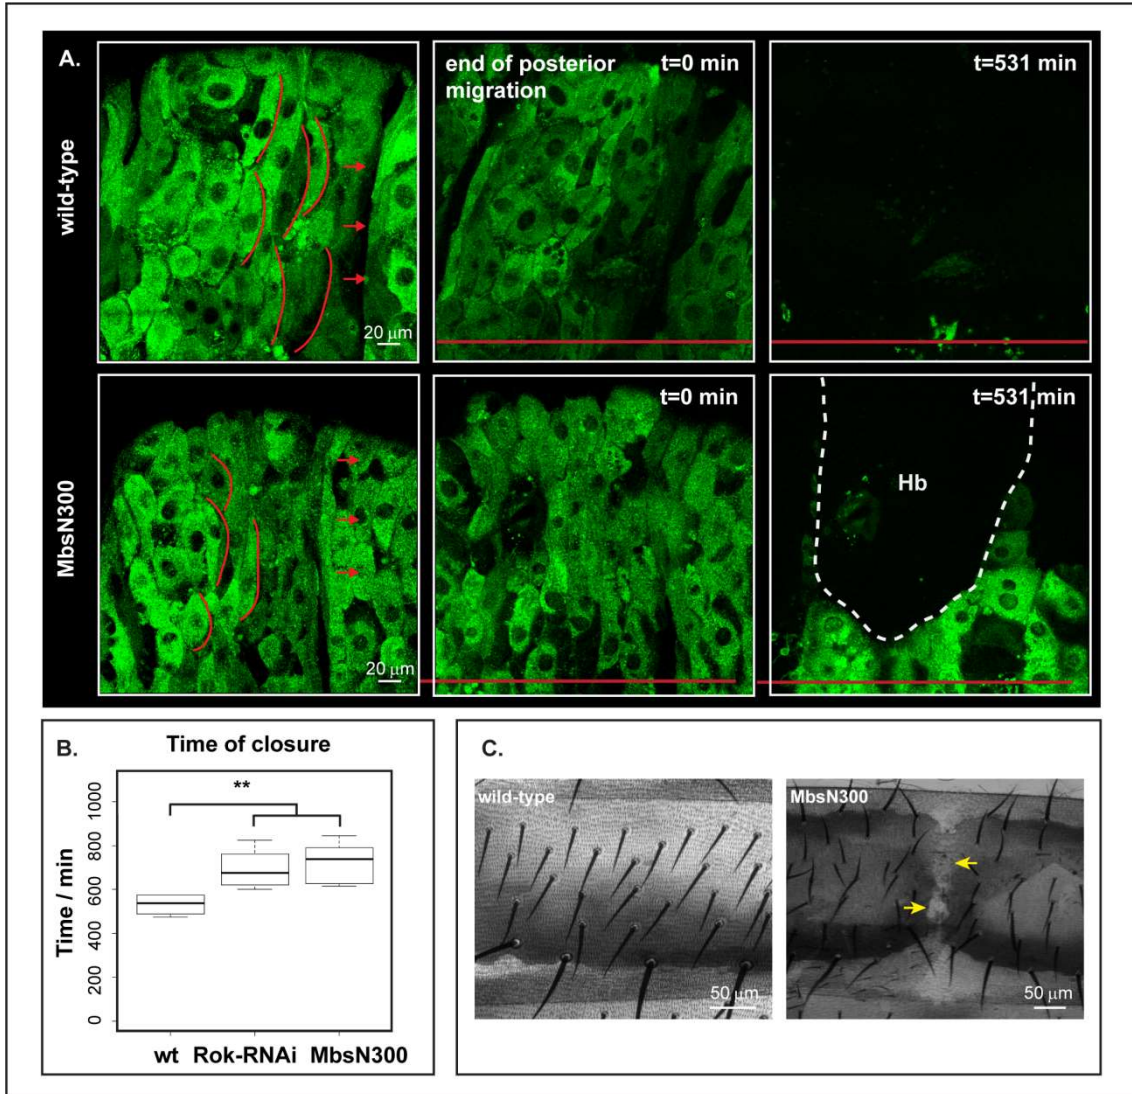 A.
wild-type
20 μm
end of posterior
migration
t=0 min
t=531 min
MbsN300
20 μm
t=0 min
t=531 min
Hb
B.
Time of closure
**
Time / min
1000
800
600
400
200
0
wt
Rok-RNAi
MbsN300
C.
wild-type
50 μm
MbsN300
50 μm